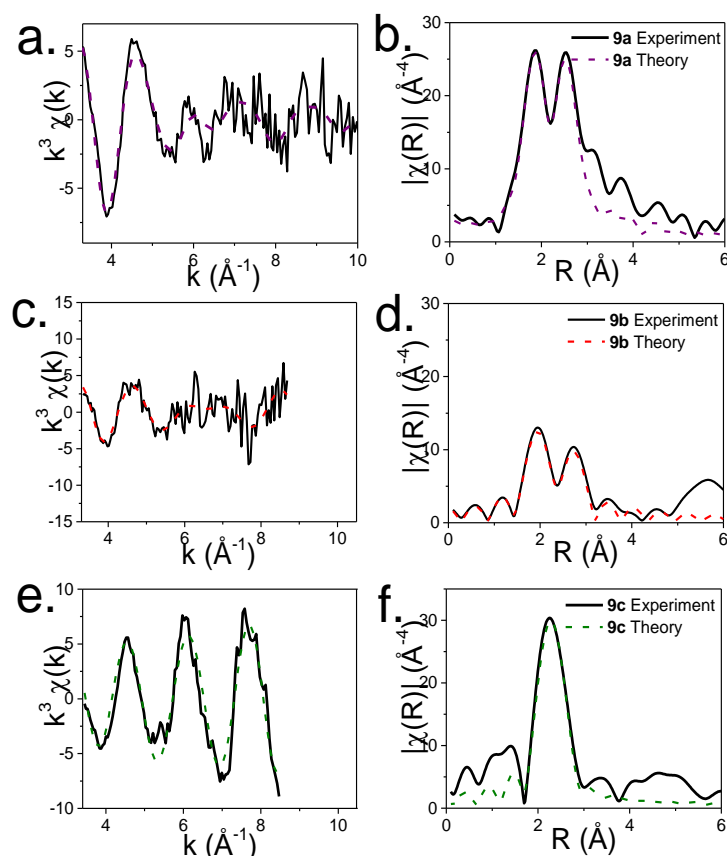 a.
5
0
-5
k³ χ(k)
4 6 8 10
k (Å⁻¹)
b.
30
20
10
0
|χ(R)| (Å⁻⁴)
9a Experiment
9a Theory
0 2 4 6
R (Å)
c.
15
10
5
0
-5
-10
-15
k³ χ(k)
4 6 8 10
k (Å⁻¹)
d.
30
20
10
0
|χ(R)| (Å⁻⁴)
9b Experiment
9b Theory
0 2 4 6
R (Å)
e.
10
5
0
-5
-10
k³ χ(k)
4 6 8 10
k (Å⁻¹)
f.
30
20
10
0
|χ(R)| (Å⁻⁴)
9c Experiment
9c Theory
0 2 4 6
R (Å)